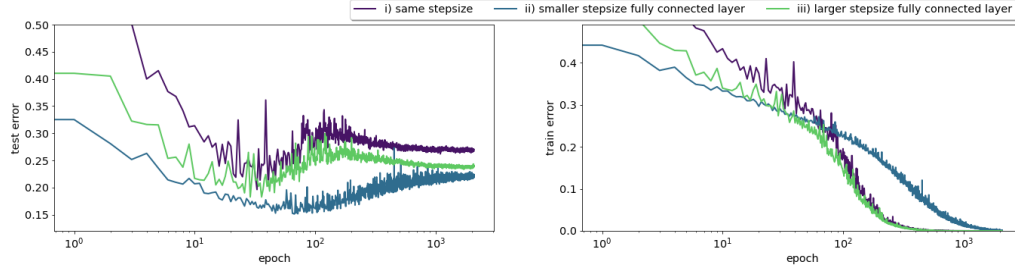 i) same stepsize ii) smaller stepsize fully connected layer iii) larger stepsize fully connected layer
0.50
0.45
0.40
0.35
0.30
0.25
0.20
0.15
test error
10⁰ 10¹ 10² 10³
epoch
0.4
0.3
0.2
0.1
0.0
train error
10⁰ 10¹ 10² 10³
epoch